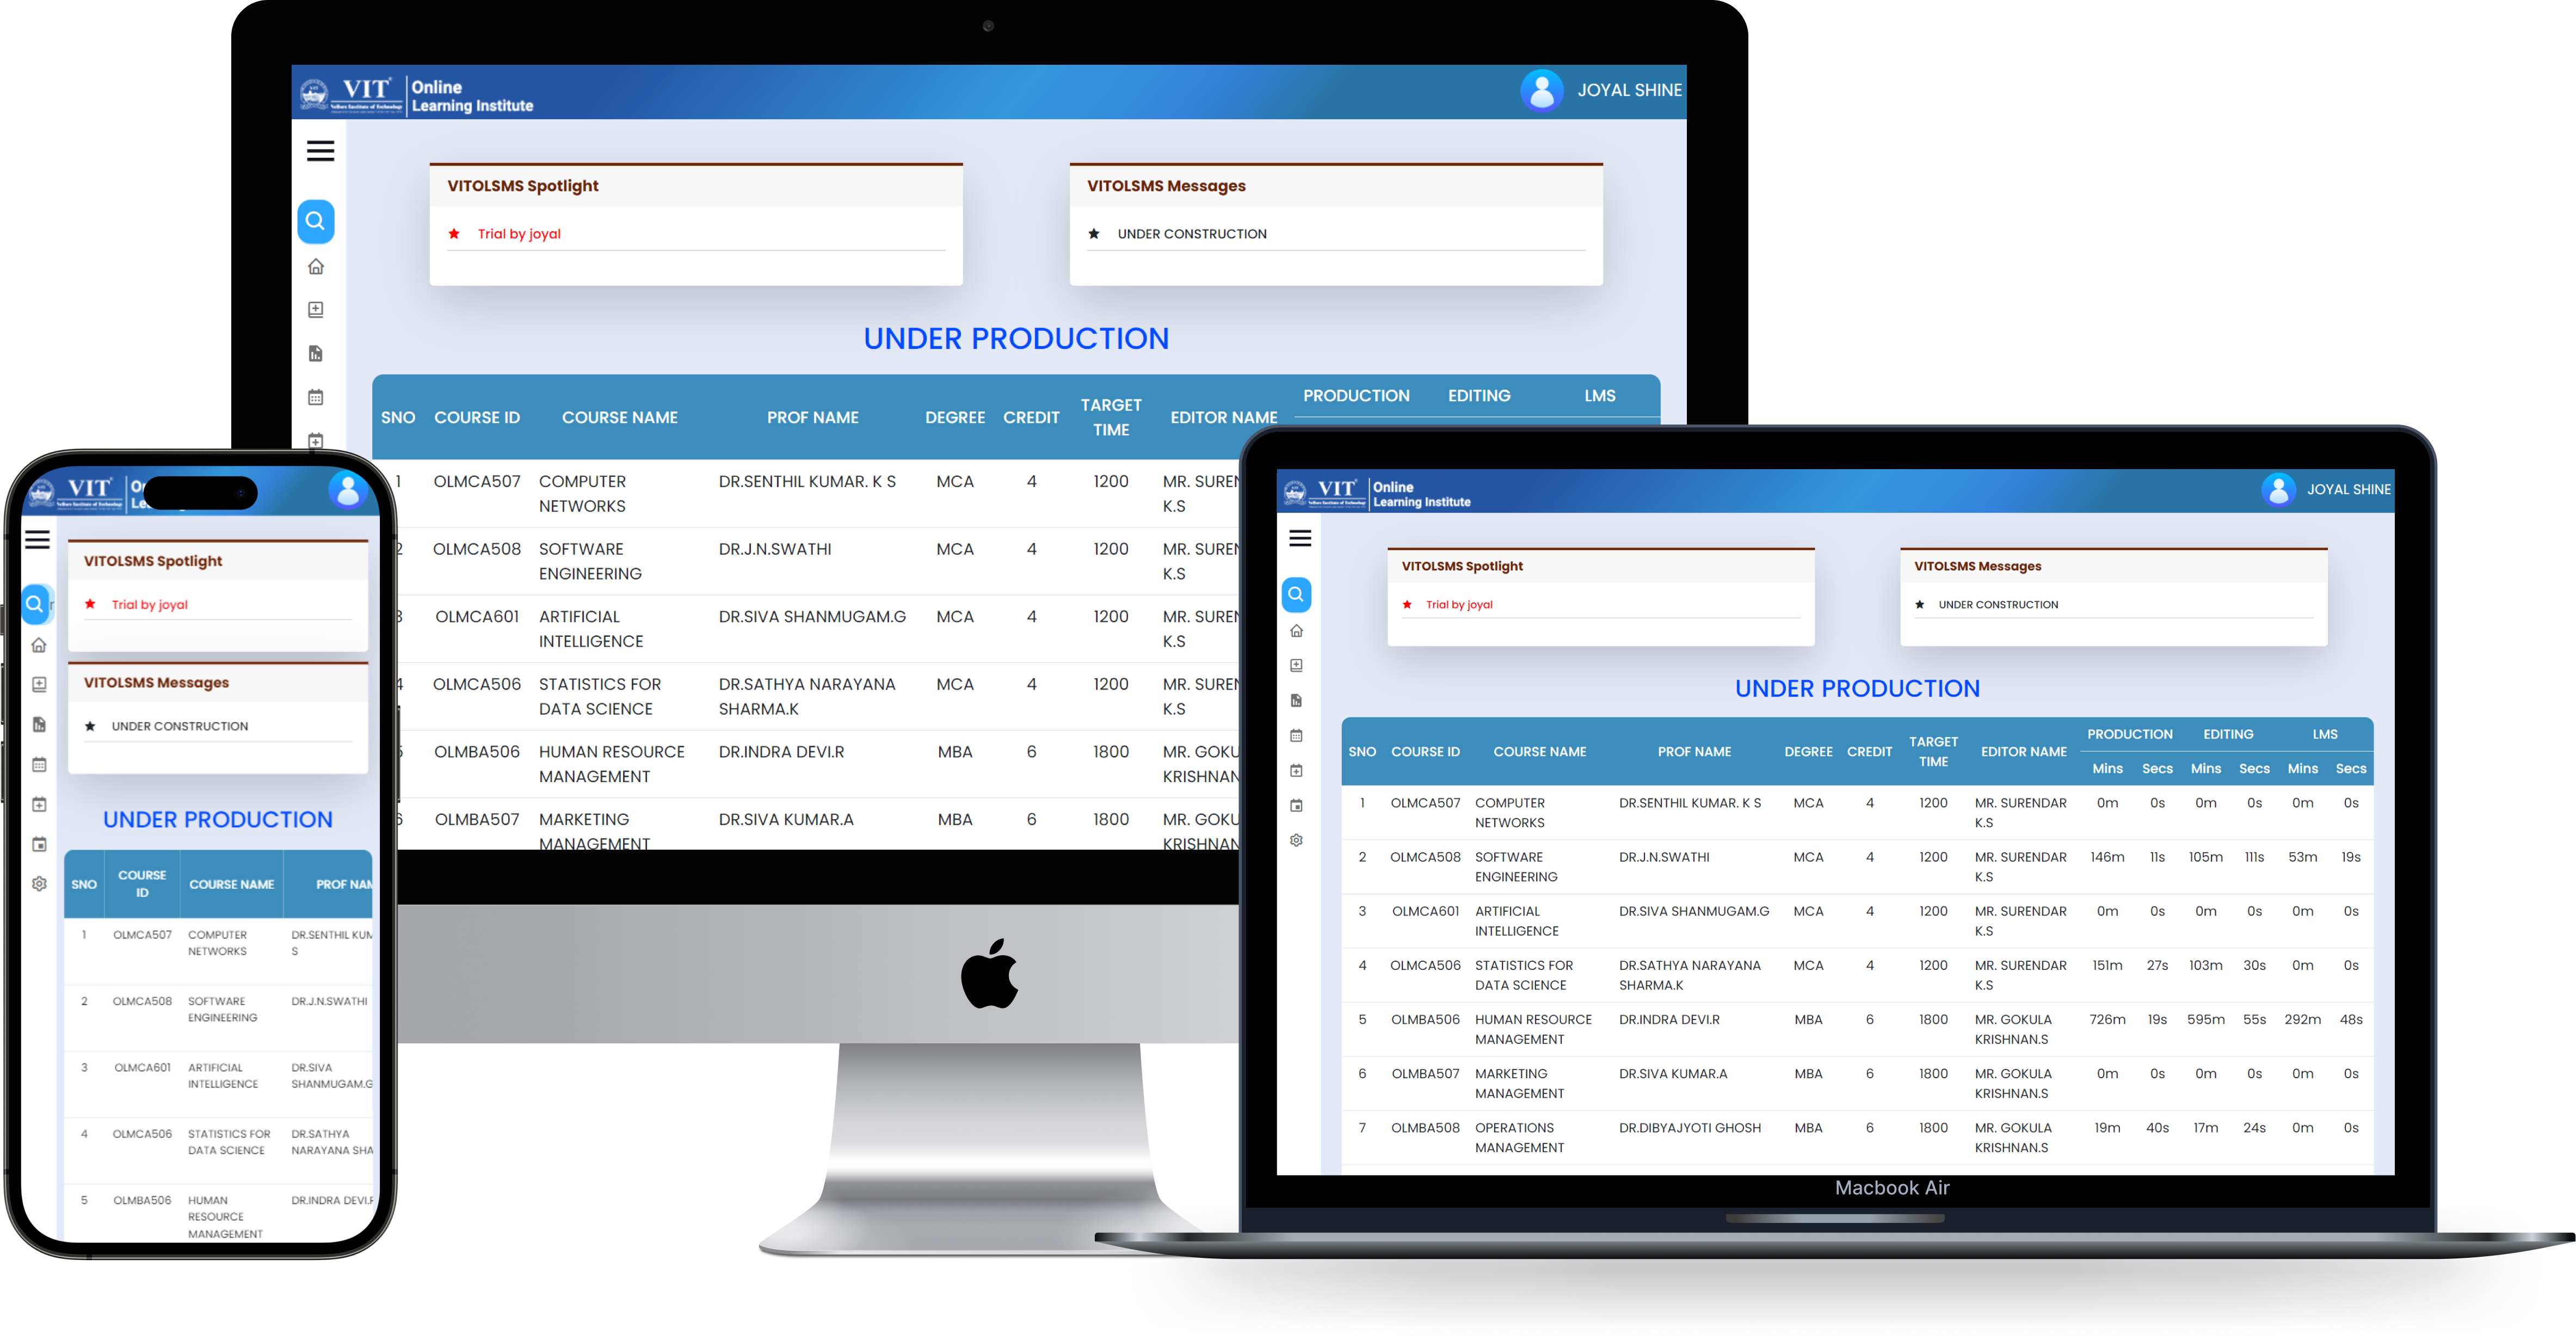 VIT Online
Vellore Institute of Technology Learning Institute
JOYAL SHINE
VITOLSMS Spotlight
Trial by joyal
VITOLSMS Messages
UNDER CONSTRUCTION
UNDER PRODUCTION
SNO COURSE ID COURSE NAME PROF NAME DEGREE CREDIT TARGET TIME EDITOR NAME PRODUCTION EDITING LMS
1 OLMCA507 COMPUTER DR.SENTHIL KUMAR. K S MCA 4 1200 MR. SUREN
NETWORKS K.S
2 OLMCA508 SOFTWARE DR.J.N.SWATHI MCA 4 1200 MR. SUREN
ENGINEERING K.S
3 OLMCA601 ARTIFICIAL DR.SIVA SHANMUGAM.G MCA 4 1200 MR. SUREN
INTELLIGENCE K.S
4 OLMCA506 STATISTICS FOR DR.SATHYA NARAYANA MCA 4 1200 MR. SUREN
DATA SCIENCE SHARMA.K K.S
5 OLMBA506 HUMAN RESOURCE DR.INDRA DEVI.R MBA 6 1800 MR. GOKU
MANAGEMENT KRISHNAN
6 OLMBA507 MARKETING DR.SIVA KUMAR.A MBA 6 1800 MR. GOKU
MANAGEMENT KRISHNAN
VIT
VITOLSMS Spotlight
Trial by joyal
VITOLSMS Messages
UNDER CONSTRUCTION
UNDER PRODUCTION
SNO COURSE ID COURSE NAME PROF NAM
1 OLMCA507 COMPUTER DR.SENTHIL KUM
NETWORKS S
2 OLMCA508 SOFTWARE DR.J.N.SWATHI
ENGINEERING
3 OLMCA601 ARTIFICIAL DR.SIVA
INTELLIGENCE SHANMUGAM.G
4 OLMCA506 STATISTICS FOR DR.SATHYA
DATA SCIENCE NARAYANA SHA
5 OLMBA506 HUMAN DR.INDRA DEVI.R
RESOURCE
MANAGEMENT
VIT Online
Vellore Institute of Technology Learning Institute
JOYAL SHINE
VITOLSMS Spotlight
Trial by joyal
VITOLSMS Messages
UNDER CONSTRUCTION
UNDER PRODUCTION
SNO COURSE ID COURSE NAME PROF NAME DEGREE CREDIT TARGET TIME EDITOR NAME PRODUCTION EDITING LMS
Mins Secs Mins Secs Mins Secs
1 OLMCA507 COMPUTER DR.SENTHIL KUMAR. K S MCA 4 1200 MR. SURENDAR 0m 0s 0m 0s 0m 0s
NETWORKS K.S
2 OLMCA508 SOFTWARE DR.J.N.SWATHI MCA 4 1200 MR. SURENDAR 146m 11s 105m 111s 53m 19s
ENGINEERING K.S
3 OLMCA601 ARTIFICIAL DR.SIVA SHANMUGAM.G MCA 4 1200 MR. SURENDAR 0m 0s 0m 0s 0m 0s
INTELLIGENCE K.S
4 OLMCA506 STATISTICS FOR DR.SATHYA NARAYANA MCA 4 1200 MR. SURENDAR 151m 27s 103m 30s 0m 0s
DATA SCIENCE SHARMA.K K.S
5 OLMBA506 HUMAN RESOURCE DR.INDRA DEVI.R MBA 6 1800 MR. GOKULA 726m 19s 595m 55s 292m 48s
MANAGEMENT KRISHNAN.S
6 OLMBA507 MARKETING DR.SIVA KUMAR.A MBA 6 1800 MR. GOKULA 0m 0s 0m 0s 0m 0s
MANAGEMENT KRISHNAN.S
7 OLMBA508 OPERATIONS DR.DIBYAJYOTI GHOSH MBA 6 1800 MR. GOKULA 19m 40s 17m 24s 0m 0s
MANAGEMENT KRISHNAN.S
Macbook Air